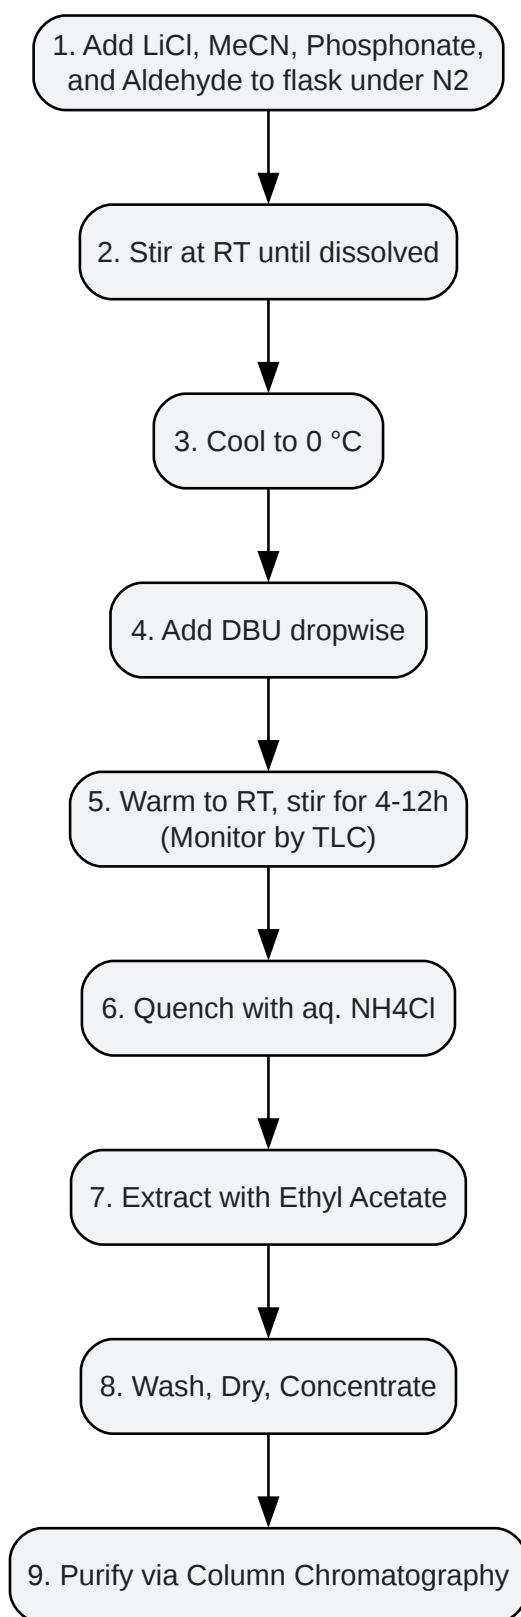 1. Add LiCl, MeCN, Phosphonate,
and Aldehyde to flask under N2
2. Stir at RT until dissolved
3. Cool to 0 °C
4. Add DBU dropwise
5. Warm to RT, stir for 4-12h
(Monitor by TLC)
6. Quench with aq. NH4Cl
7. Extract with Ethyl Acetate
8. Wash, Dry, Concentrate
9. Purify via Column Chromatography